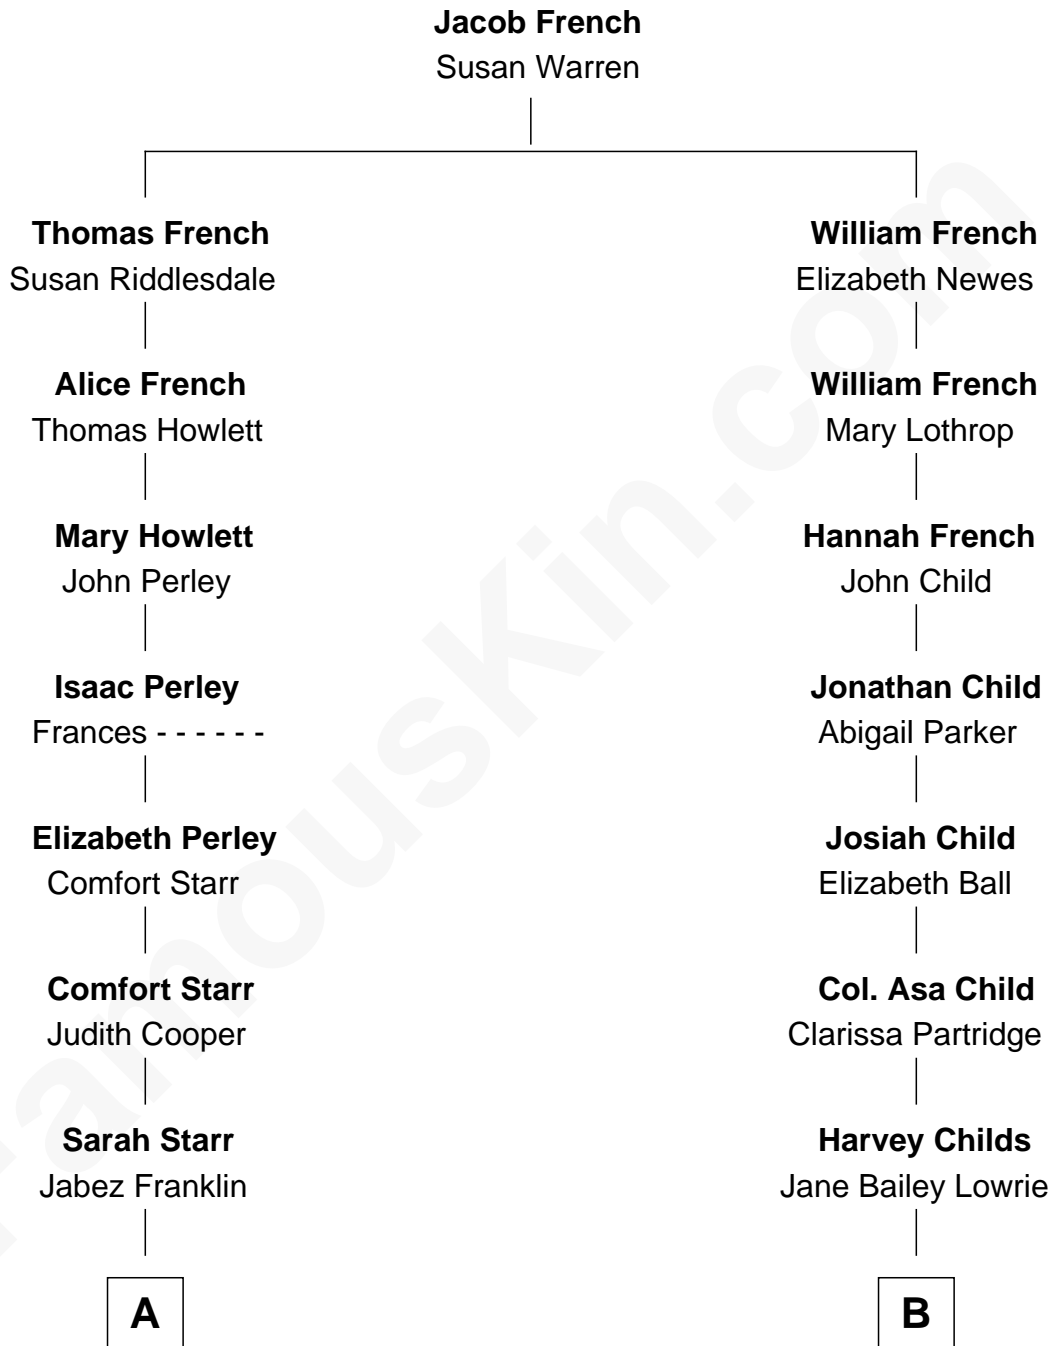 Jacob French
Susan Warren
Thomas French
Susan Riddlesdale
William French
Elizabeth Newes
Alice French
Thomas Howlett
William French
Mary Lothrop
Mary Howlett
John Perley
Hannah French
John Child
Isaac Perley
Frances - - - - - -
Jonathan Child
Abigail Parker
Elizabeth Perley
Comfort Starr
Josiah Child
Elizabeth Ball
Comfort Starr
Judith Cooper
Col. Asa Child
Clarissa Partridge
Sarah Starr
Jabez Franklin
Harvey Childs
Jane Bailey Lowrie
A
B
FamousKin.com